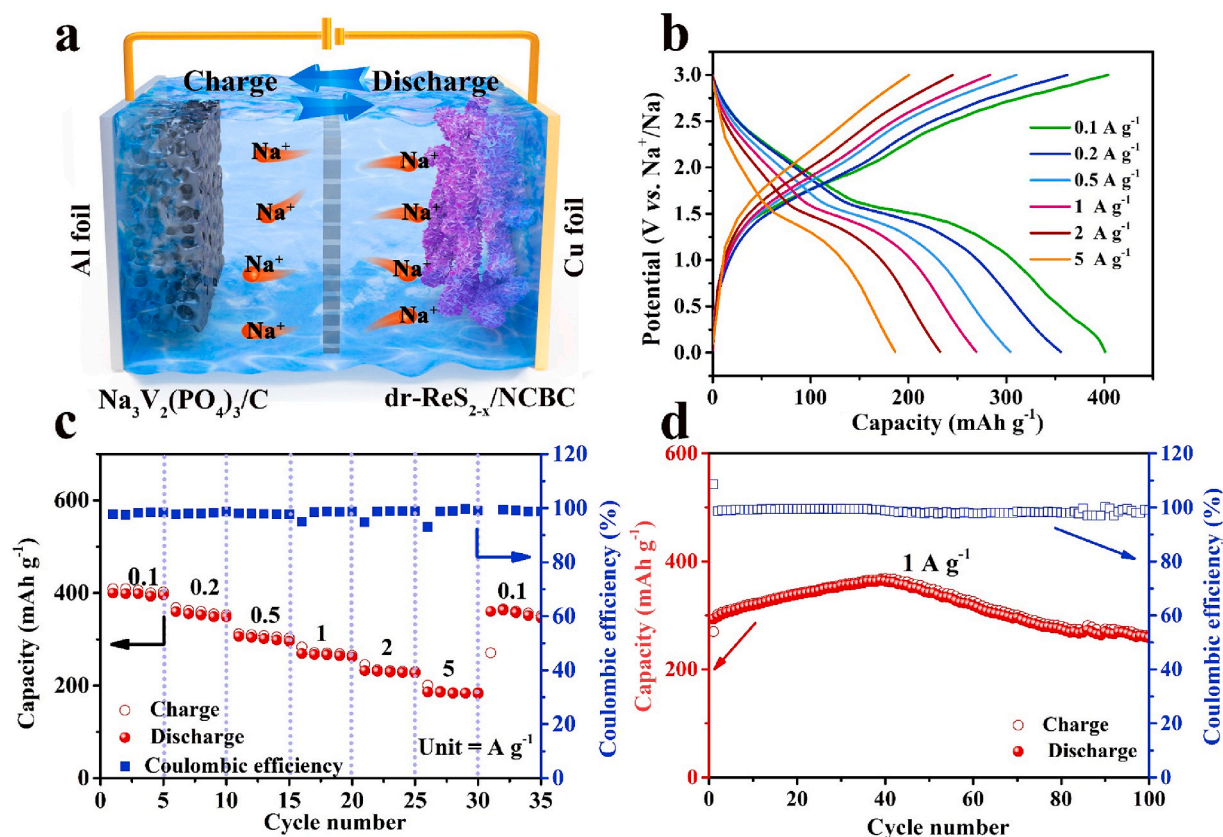 a
Charge
Discharge
Al foil
Na⁺
Na⁺
Na⁺
Na⁺
Na⁺
Na⁺
Na⁺
Na⁺
Cu foil
Na₃V₂(PO₄)₃/C
dr-ReS₂₋ₓ/NCBC
b
Potential (V vs. Na⁺/Na)
3.0
2.5
2.0
1.5
1.0
0.5
0.0
0.1 A g⁻¹
0.2 A g⁻¹
0.5 A g⁻¹
1 A g⁻¹
2 A g⁻¹
5 A g⁻¹
0 100 200 300 400
Capacity (mAh g⁻¹)
c
Capacity (mAh g⁻¹)
600
400
200
0
0.1
0.2
0.5
1
2
5
0.1
Charge
Discharge
Coulombic efficiency
Unit = A g⁻¹
120
100
80
60
40
20
0
Coulombic efficiency (%)
0 5 10 15 20 25 30 35
Cycle number
d
Capacity (mAh g⁻¹)
600
400
200
0
1 A g⁻¹
Charge
Discharge
120
100
80
60
40
20
0
Coulombic efficiency (%)
0 20 40 60 80 100
Cycle number